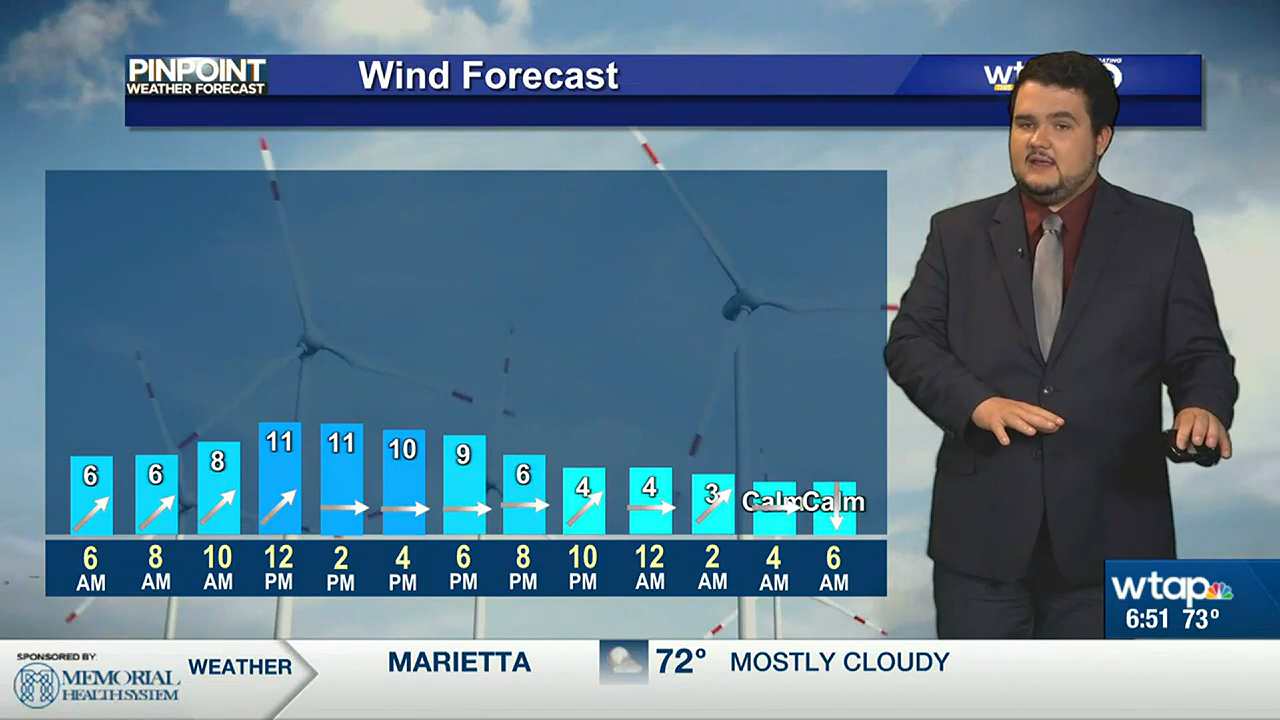 PINPOINT
WEATHER FORECAST
Wind Forecast
6 6 8 11 11 10 9 6 4 4 3 Calm Calm
6 8 10 12 2 4 6 8 10 12 2 4 6
AM AM AM PM PM PM PM PM PM AM AM AM AM
wtap
6:51 73°
SPONSORED BY:
MEMORIAL
HEALTH SYSTEM
WEATHER
MARIETTA 72° MOSTLY CLOUDY